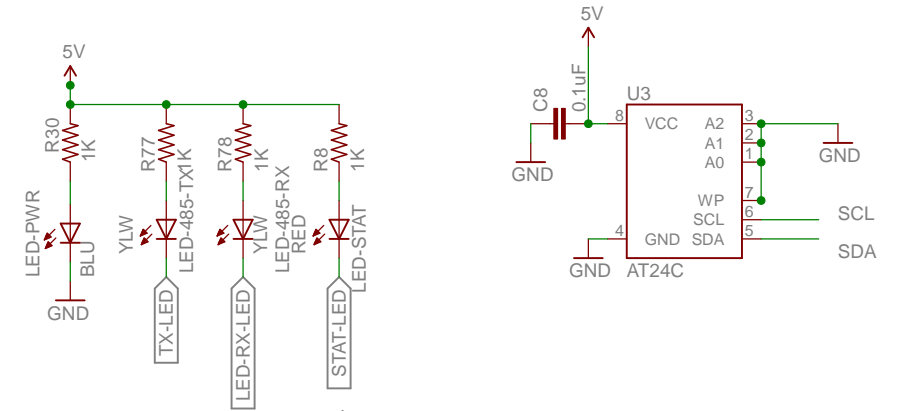 5V
R30
1K
R77
1K
R78
1K
R8
1K
LED-PWR
BLU
YLW
LED-485-TX
YLW
LED-485-RX
RED
LED-STAT
GND
TX-LED
LED-RX-LED
STAT-LED
5V
C8
0.1uF
GND
U3
8
VCC
A2
3
A1
2
A0
1
WP
7
SCL
6
SCL
4
GND
SDA
5
SDA
GND
GND
AT24C